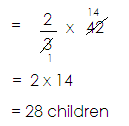 = 2/3 1 x 42 14
= 2 x 14
= 28 children